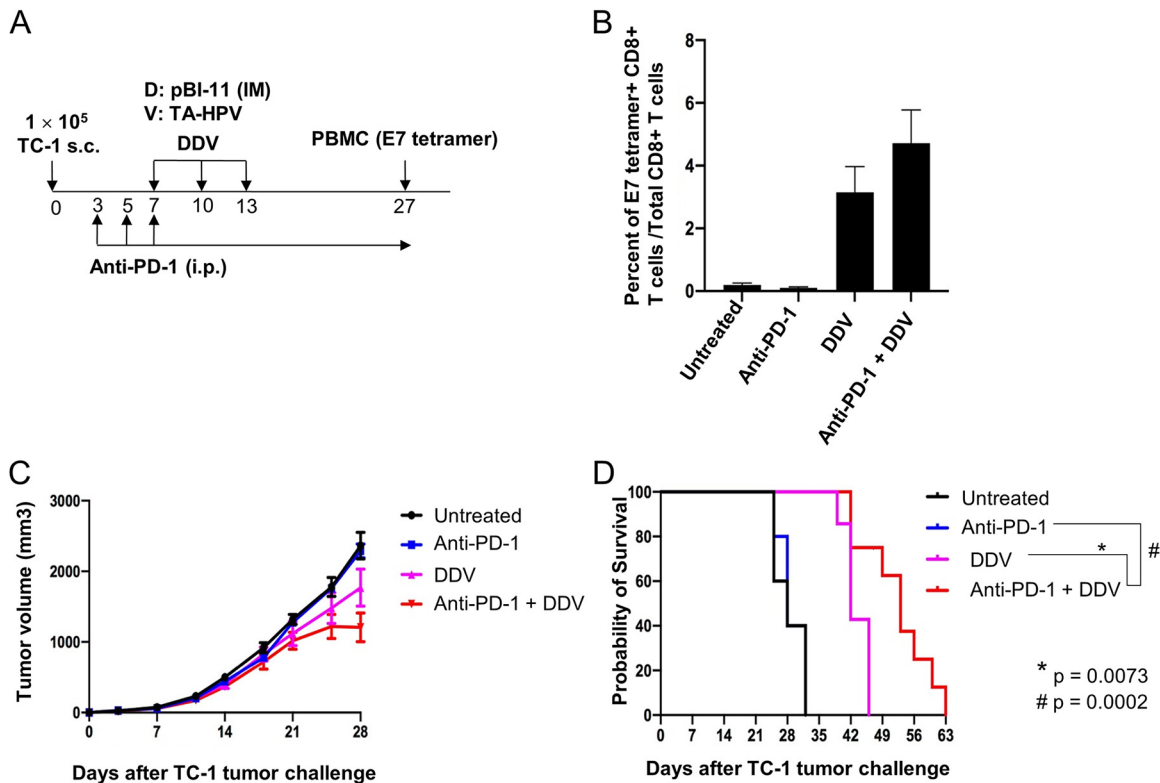 A
D: pBI-11 (IM)
V: TA-HPV
1 × 10⁵
TC-1 s.c.
DDV
PBMC (E7 tetramer)
0 3 5 7 10 13 27
Anti-PD-1 (i.p.)
B
Percent of E7 tetramer+ CD8+
T cells /Total CD8+ T cells
8
6
4
2
0
Untreated
Anti-PD-1
DDV
Anti-PD-1 + DDV
C
Tumor volume (mm3)
3000
2000
1000
0
0 7 14 21 28
Days after TC-1 tumor challenge
Untreated
Anti-PD-1
DDV
Anti-PD-1 + DDV
D
Probability of Survival
100
80
60
40
20
0
0 7 14 21 28 35 42 49 56 63
Days after TC-1 tumor challenge
Untreated
Anti-PD-1
DDV
Anti-PD-1 + DDV
*
#
* p = 0.0073
# p = 0.0002